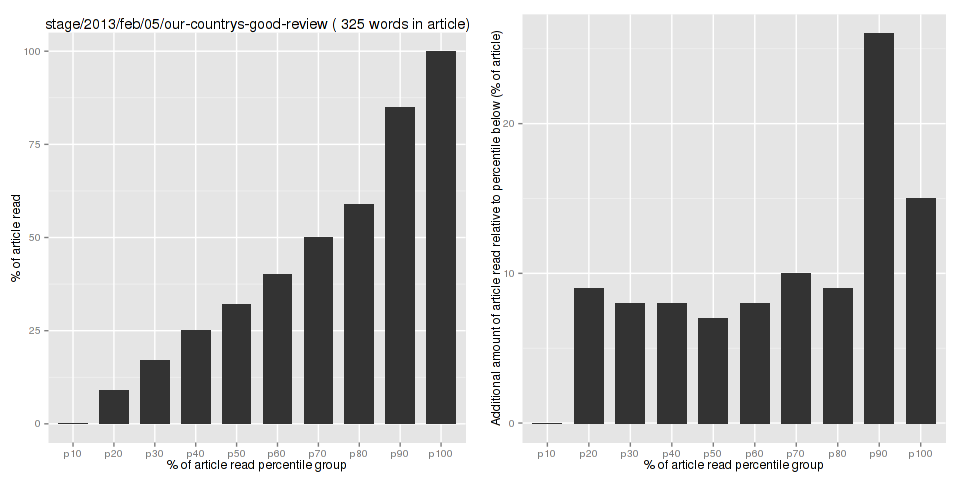 stage/2013/feb/05/our-countrys-good-review ( 325 words in article)
% of article read
100
75
50
25
0
p10 p20 p30 p40 p50 p60 p70 p80 p90 p100
% of article read percentile group
Additional amount of article read relative to percentile below (% of article)
20
10
0
p10 p20 p30 p40 p50 p60 p70 p80 p90 p100
% of article read percentile group